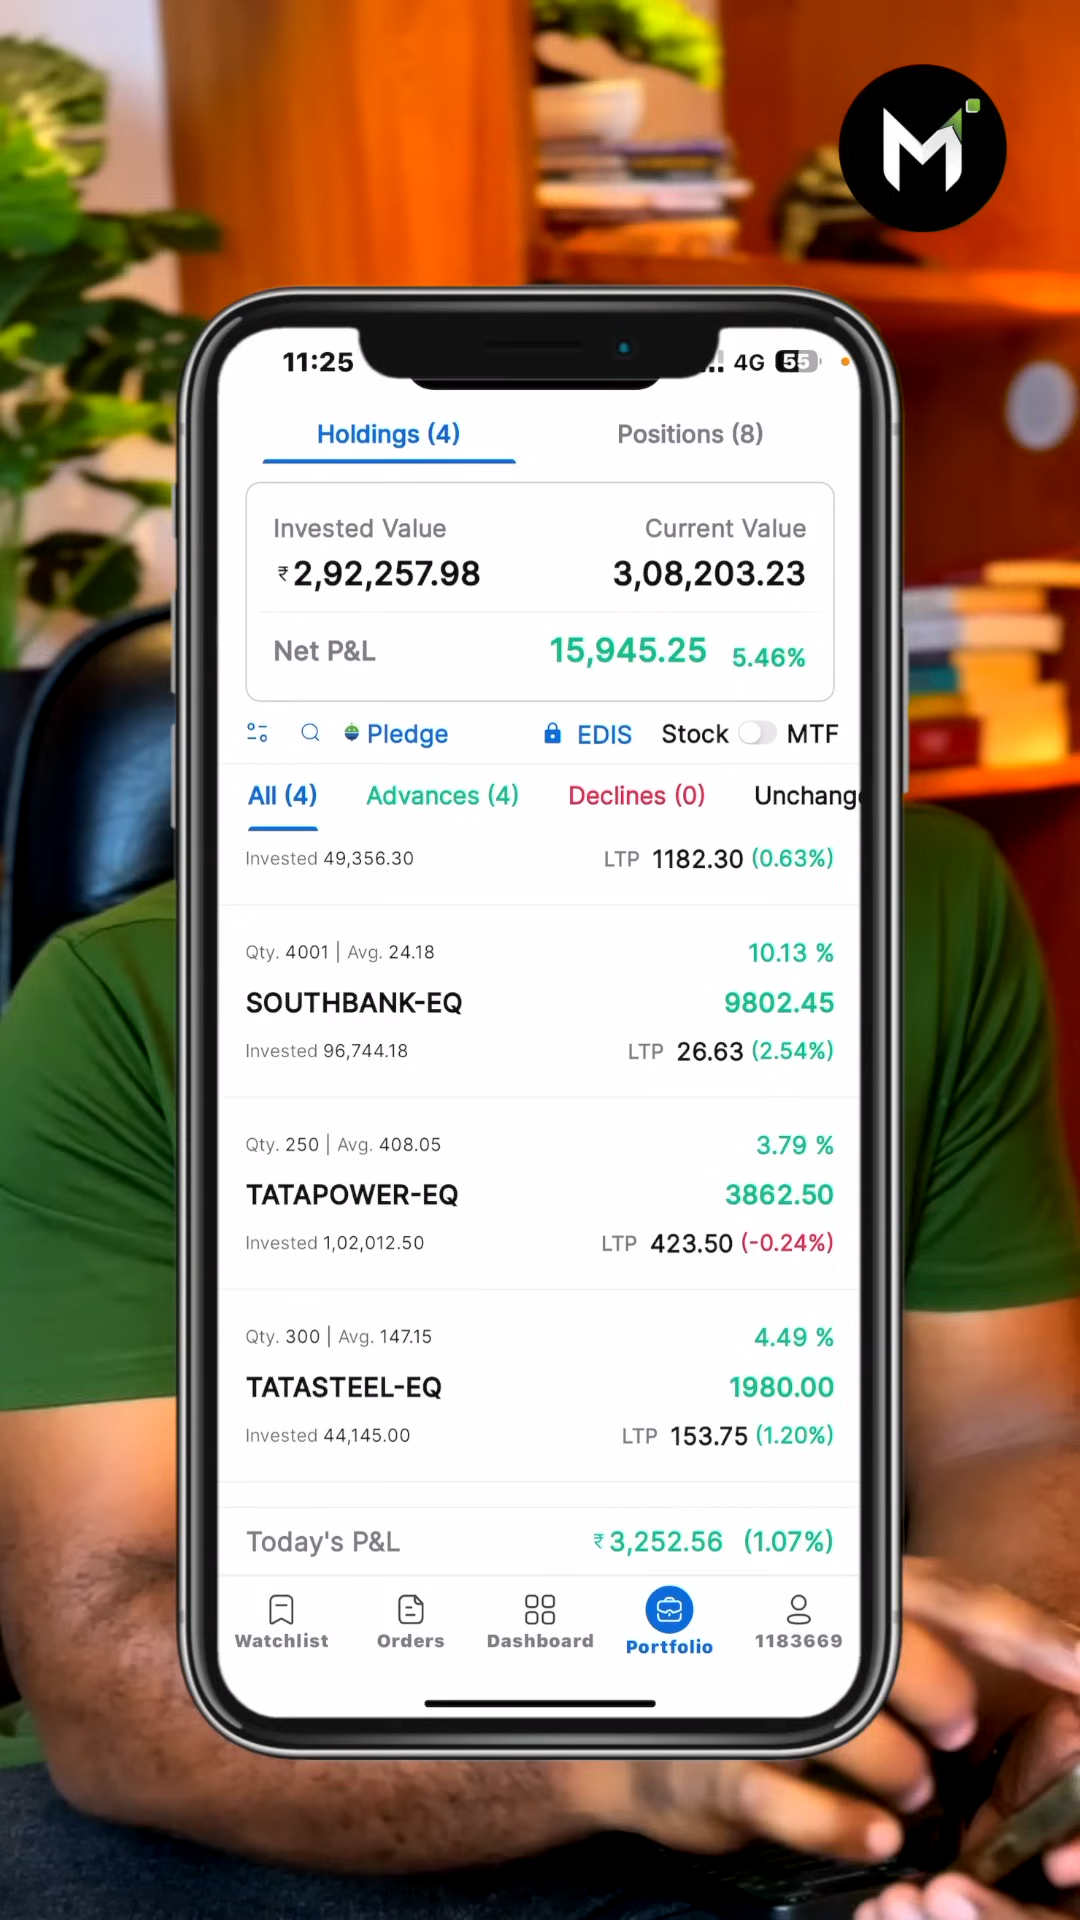 M
11:25
4G 55
Holdings (4) Positions (8)
Invested Value Current Value
₹2,92,257.98 3,08,203.23
Net P&L 15,945.25 5.46%
Pledge EDIS Stock MTF
All (4) Advances (4) Declines (0) Unchang
Invested 49,356.30 LTP 1182.30 (0.63%)
Qty. 4001 | Avg. 24.18 10.13 %
SOUTHBANK-EQ 9802.45
Invested 96,744.18 LTP 26.63 (2.54%)
Qty. 250 | Avg. 408.05 3.79 %
TATAPOWER-EQ 3862.50
Invested 1,02,012.50 LTP 423.50 (-0.24%)
Qty. 300 | Avg. 147.15 4.49 %
TATASTEEL-EQ 1980.00
Invested 44,145.00 LTP 153.75 (1.20%)
Today's P&L ₹3,252.56 (1.07%)
Watchlist Orders Dashboard Portfolio 1183669